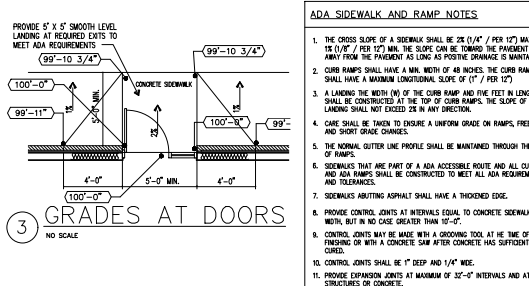 PROVIDE 5' X 5' SMOOTH LEVEL
LANDING AT REQUIRED EXITS TO
MEET ADA REQUIREMENTS
99'-10 3/4"
99'-10 3/4"
100'-0"
CONCRETE SIDEWALK
1%
5'-0" MIN.
1%
99'-11"
2%
100'-0"
99'-
4'-0"
5'-0" MIN.
4'-0"
100'-0"
3
GRADES AT DOORS
NO SCALE
ADA SIDEWALK AND RAMP NOTES
1. THE CROSS SLOPE OF A SIDEWALK SHALL BE 2% (1/4" / PER 12") MA
1% (1/8" / PER 12") MIN. THE SLOPE CAN BE TOWARD THE PAVEMENT
AWAY FROM THE PAVEMENT AS LONG AS POSITIVE DRAINAGE IS MAINTA
2. CURB RAMPS SHALL HAVE A MIN. WIDTH OF 48 INCHES. THE CURB RAM
SHALL HAVE A MAXIMUM LONGITUDINAL SLOPE OF (1" / PER 12")
3. A LANDING THE WIDTH (W) OF THE CURB RAMP AND FIVE FEET IN LENG
SHALL BE CONSTRUCTED AT THE TOP OF CURB RAMPS. THE SLOPE OF
LANDING SHALL NOT EXCEED 2% IN ANY DIRECTION.
4. CARE SHALL BE TAKEN TO ENSURE A UNIFORM GRADE ON RAMPS, FREE
AND SHORT GRADE CHANGES.
5. THE NORMAL GUTTER LINE PROFILE SHALL BE MAINTAINED THROUGH THE
OF RAMPS.
6. SIDEWALKS THAT ARE PART OF A ADA ACCESSIBLE ROUTE AND ALL CU
AND ADA RAMPS SHALL BE CONSTRUCTED TO MEET ALL ADA REQUIREM
AND TOLERANCES.
7. SIDEWALKS ABUTTING ASPHALT SHALL HAVE A THICKENED EDGE.
8. PROVIDE CONTROL JOINTS AT INTERVALS EQUAL TO CONCRETE SIDEWALK
WIDTH, BUT IN NO CASE GREATER THAN 10'-0".
9. CONTROL JOINTS MAY BE MADE WITH A GROOVING TOOL AT HE TIME OF
FINISHING OR WITH A CONCRETE SAW AFTER CONCRETE HAS SUFFICIENT
CURED.
10. CONTROL JOINTS SHALL BE 1" DEEP AND 1/4" WIDE.
11. PROVIDE EXPANSION JOINTS AT MAXIMUM OF 32'-0" INTERVALS AND AT
STRUCTURES OR CONCRETE.